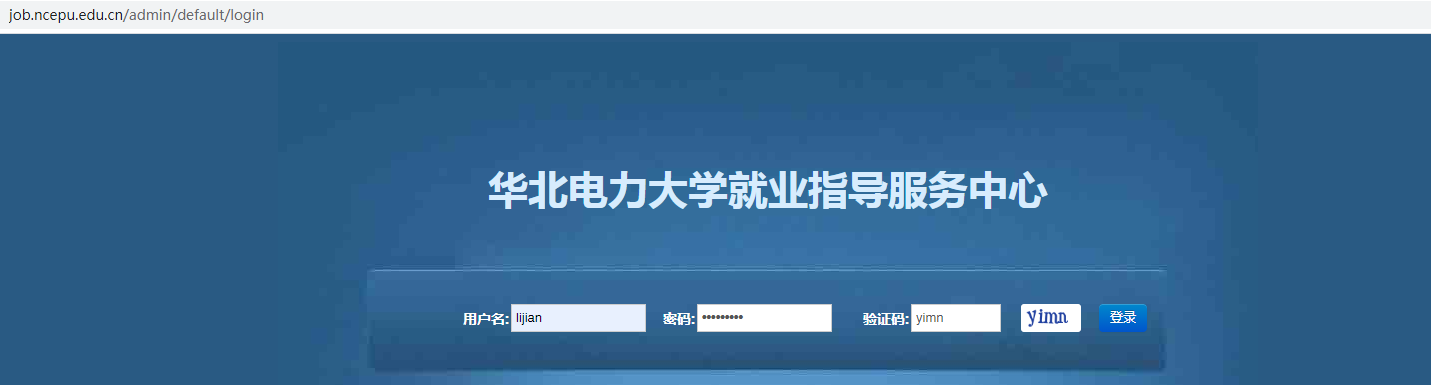 job.ncepu.edu.cn/admin/default/login
华北电力大学就业指导服务中心
用户名: lijian 密码: ••••••••• 验证码: yimn yimn 登录